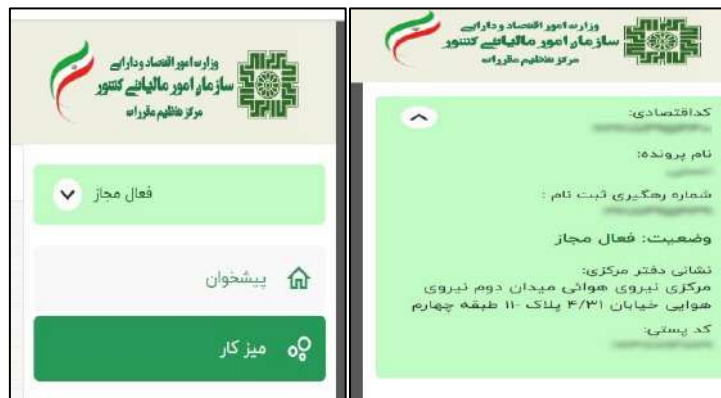 وزارت امور اقتصاد و دارایی
سازمان امور مالیاتی کشور
مرکز تنظیم مقررات
فعال مجاز
پیشخوان
میز کار
وزارت امور اقتصاد و دارایی
سازمان امور مالیاتی کشور
مرکز تنظیم مقررات
کداقتصادی:
نام پرونده:
شماره رهگیری ثبت نام :
وضعیت: فعال مجاز
نشانی دفتر مرکزی:
مرکزی نیروی هوائی میدان دوم نیروی
هوایی خیابان ۴/۳۱ پلاک -۱۱ طبقه چهارم
کد پستی: